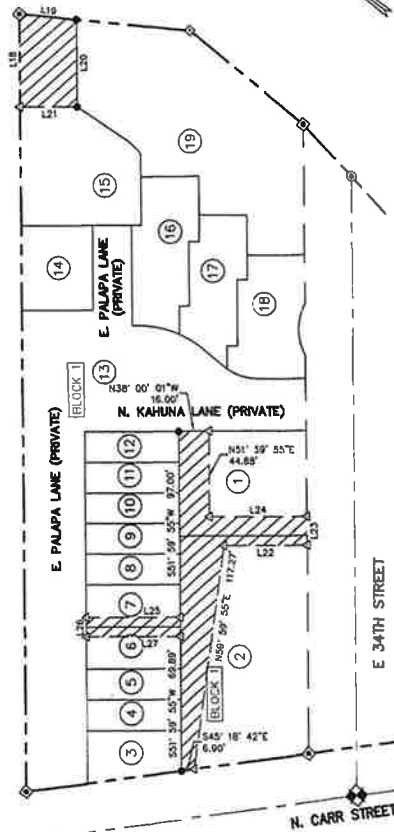 L19
L18
L20
L21
19
15
16
14
E. PALAPA LANE
(PRIVATE)
17
18
13
BLOCK 1
E. PALAPA LANE (PRIVATE)
N38° 00' 01"W
16.00'
N. KAHUNA LANE (PRIVATE)
12
11
10
9
8
7
6
5
4
3
S51° 59' 55"W 97.00'
N51° 59' 55"E
44.88'
1
L24
L23
L22
L25
L26
L27
S51° 59' 55"W 69.89'
N59° 59' 55"E 117.27'
2
BLOCK 1
S45° 18' 42"E
6.90'
E 34TH STREET
N. CARR STREET